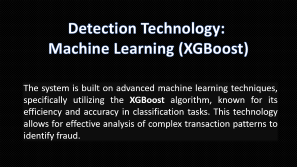 Detection Technology:
Machine Learning (XGBoost)
The system is built on advanced machine learning techniques,
specifically utilizing the XGBoost algorithm, known for its
efficiency and accuracy in classification tasks. This technology
allows for effective analysis of complex transaction patterns to
identify fraud.